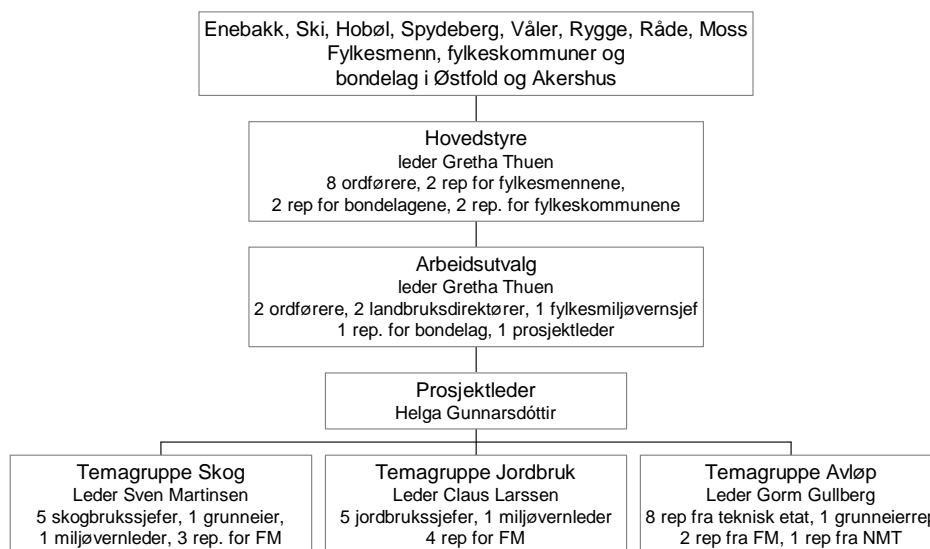 Enebakk, Ski, Hobøl, Spydeberg, Våler, Rygge, Råde, Moss
Fylkesmenn, fylkeskommuner og
bondelag i Østfold og Akershus
Hovedstyre
leder Gretha Thuen
8 ordførere, 2 rep for fylkesmennene,
2 rep for bondelagene, 2 rep. for fylkeskommunene
Arbeidsutvalg
leder Gretha Thuen
2 ordførere, 2 landbruksdirektører, 1 fylkesmiljøvernsjef
1 rep. for bondelag, 1 prosjektleder
Prosjektleder
Helga Gunnarsdóttir
Temagruppe Skog
Leder Sven Martinsen
5 skogbrukssjefer, 1 grunneier,
1 miljøvernleder, 3 rep. for FM
Temagruppe Jordbruk
Leder Claus Larssen
5 jordbrukssjefer, 1 miljøvernleder
4 rep for FM
Temagruppe Avløp
Leder Gorm Gullberg
8 rep fra teknisk etat, 1 grunneierrep
2 rep fra FM, 1 rep fra NMT